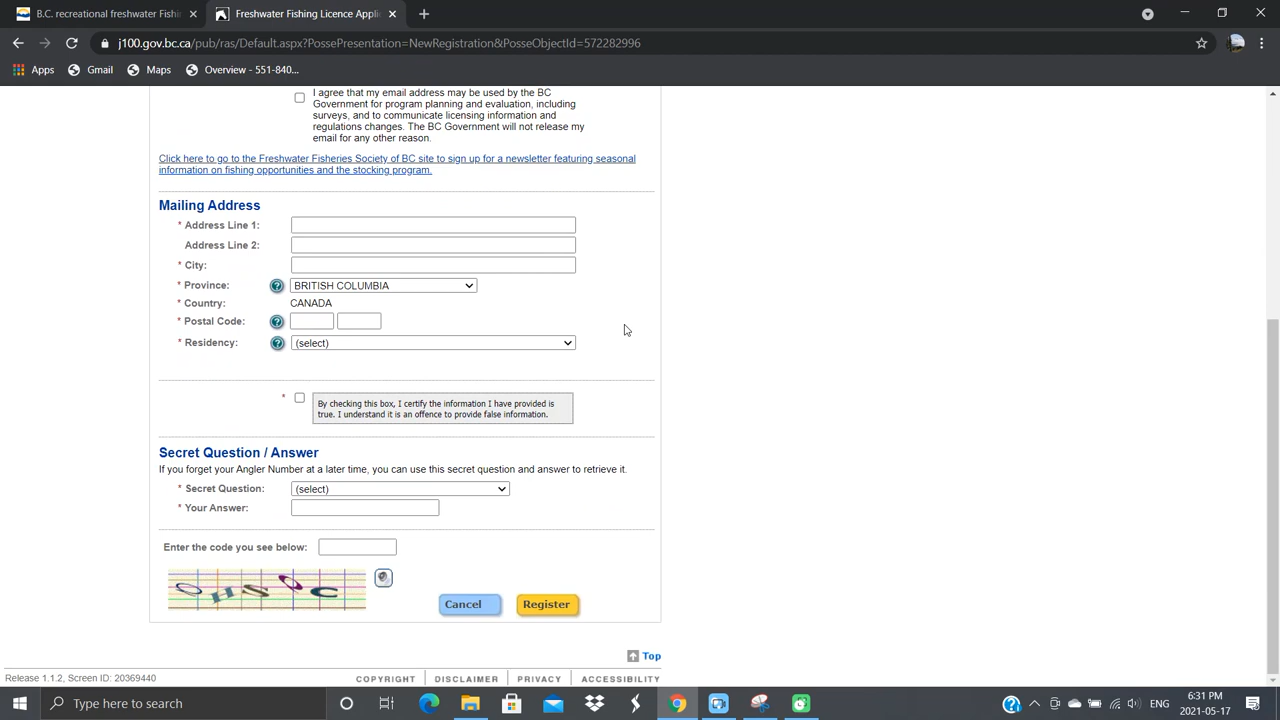 B.C. recreational freshwater Fishin
Freshwater Fishing Licence Applic
j100.gov.bc.ca/pub/ras/Default.aspx?PossePresentation=NewRegistration&PosseObjectId=572282996
Apps
Gmail
Maps
Overview - 551-840...
I agree that my email address may be used by the BC
Government for program planning and evaluation, including
surveys, and to communicate licensing information and
regulations changes. The BC Government will not release my
email for any other reason.
Click here to go to the Freshwater Fisheries Society of BC site to sign up for a newsletter featuring seasonal
information on fishing opportunities and the stocking program.
Mailing Address
* Address Line 1:
Address Line 2:
* City:
* Province: ? BRITISH COLUMBIA
* Country: CANADA
* Postal Code: ?
* Residency: ? (select)
* By checking this box, I certify the information I have provided is
true. I understand it is an offence to provide false information.
Secret Question / Answer
If you forget your Angler Number at a later time, you can use this secret question and answer to retrieve it.
* Secret Question: (select)
* Your Answer:
Enter the code you see below:
Cancel
Register
Top
Release 1.1.2, Screen ID: 20369440
COPYRIGHT
DISCLAIMER
PRIVACY
ACCESSIBILITY
Type here to search
6:31 PM
2021-05-17